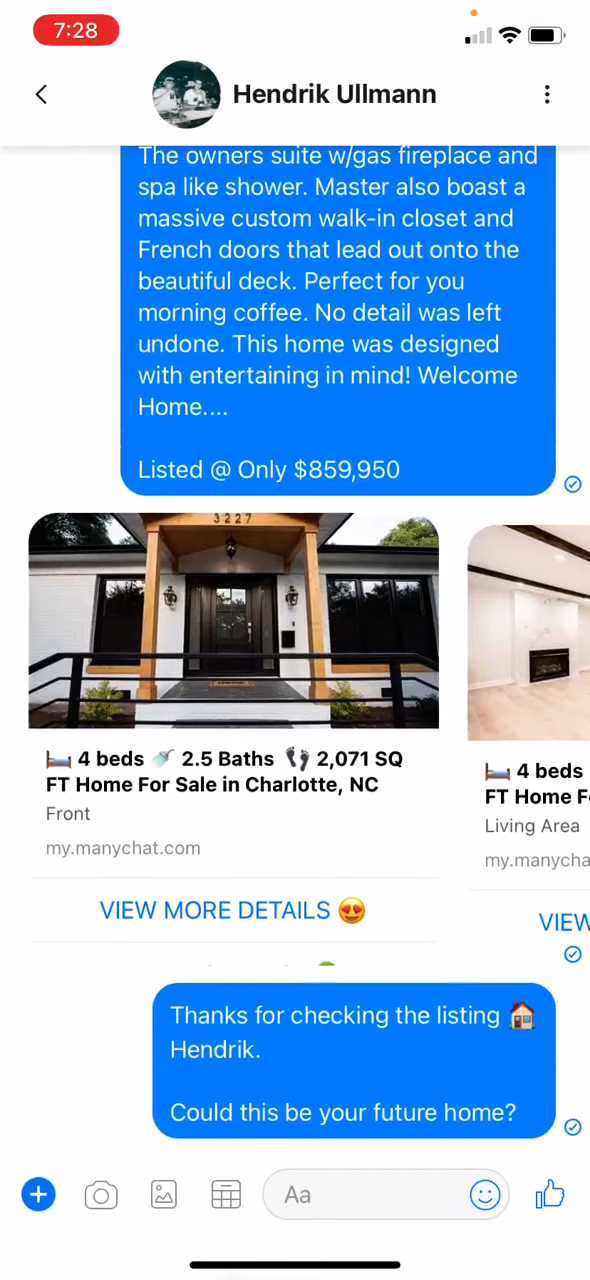 7:28
Hendrik Ullmann
The owners suite w/gas fireplace and
spa like shower. Master also boast a
massive custom walk-in closet and
French doors that lead out onto the
beautiful deck. Perfect for you
morning coffee. No detail was left
undone. This home was designed
with entertaining in mind! Welcome
Home....
Listed @ Only $859,950
3227
🛏️ 4 beds 🚿 2.5 Baths 👣 2,071 SQ
FT Home For Sale in Charlotte, NC
Front
my.manychat.com
VIEW MORE DETAILS 😍
🛏️ 4 beds
FT Home F
Living Area
my.manycha
VIEW
Thanks for checking the listing 🏠
Hendrik.
Could this be your future home?
Aa